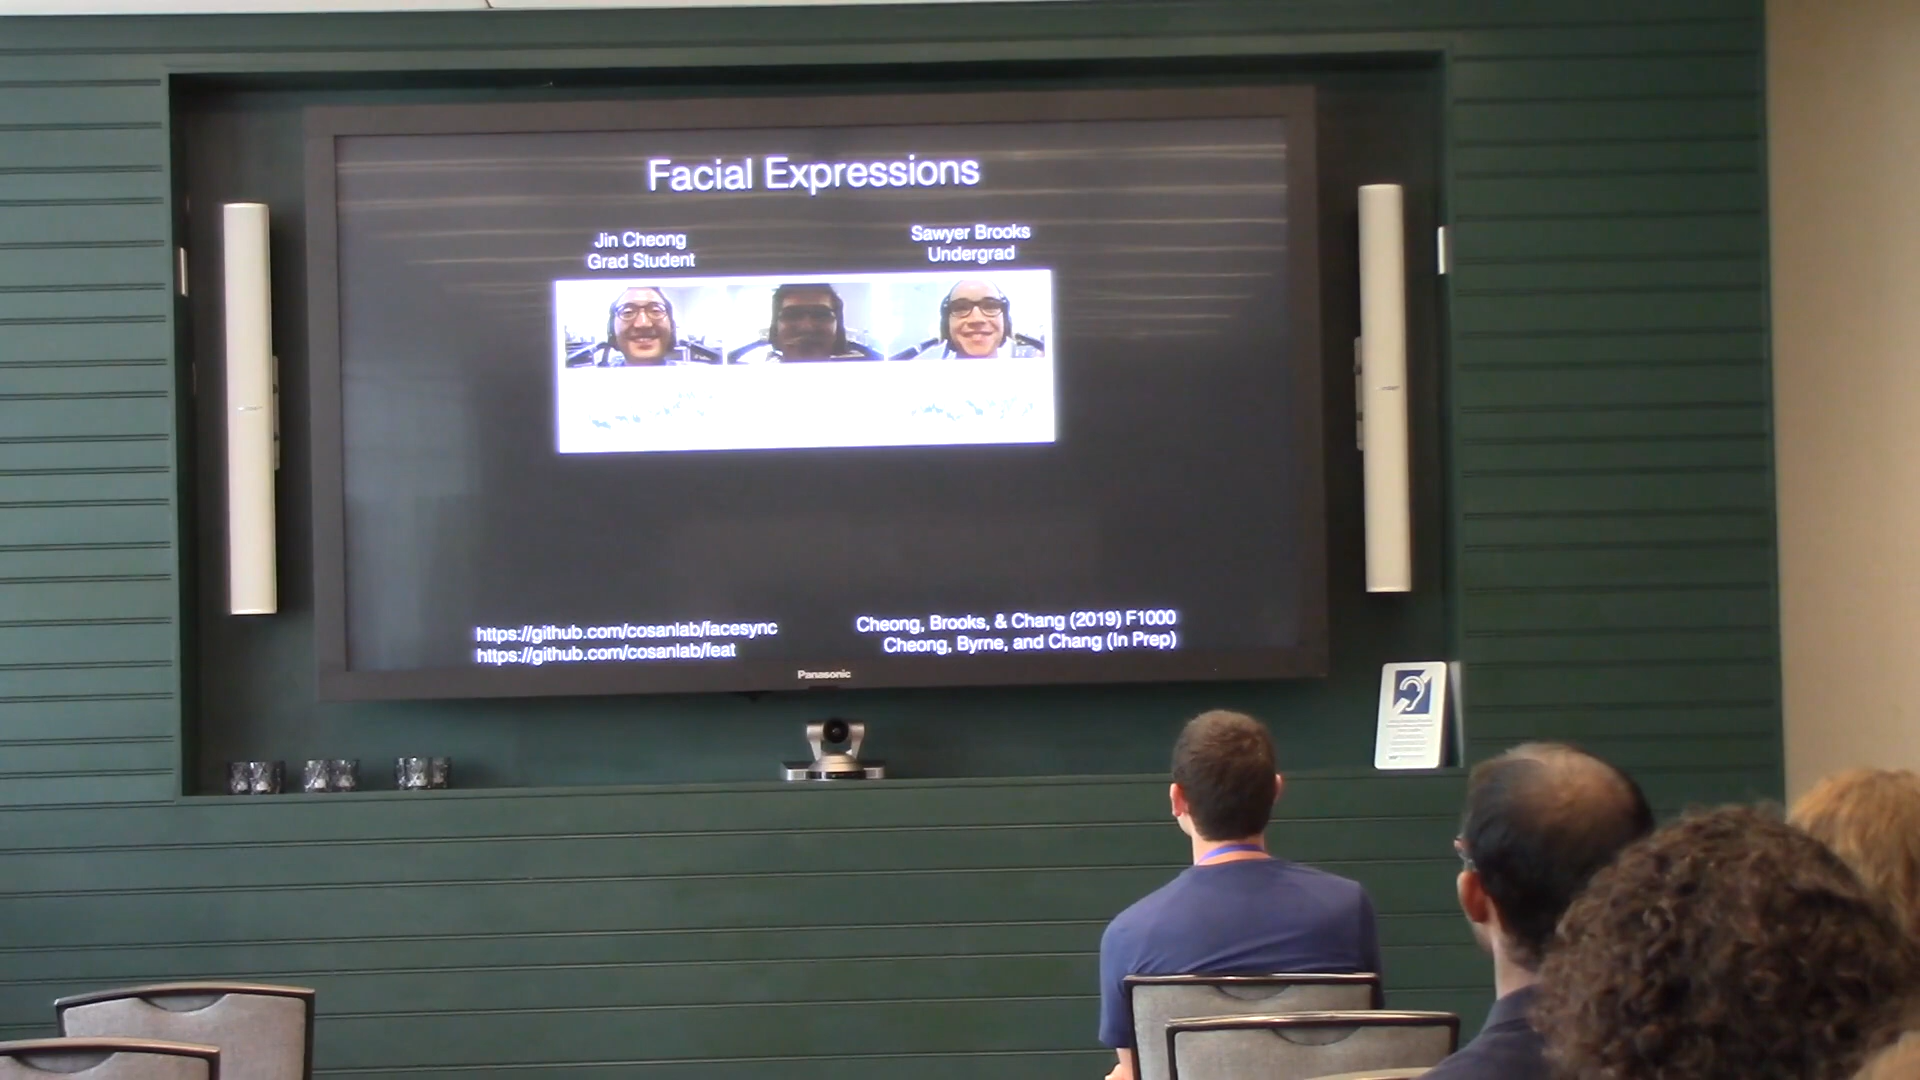 Facial Expressions
Jin Cheong
Grad Student
Sawyer Brooks
Undergrad
https://github.com/cosanlab/facesync
https://github.com/cosanlab/feat
Cheong, Brooks, & Chang (2019) F1000
Cheong, Byrne, and Chang (In Prep)
Panasonic